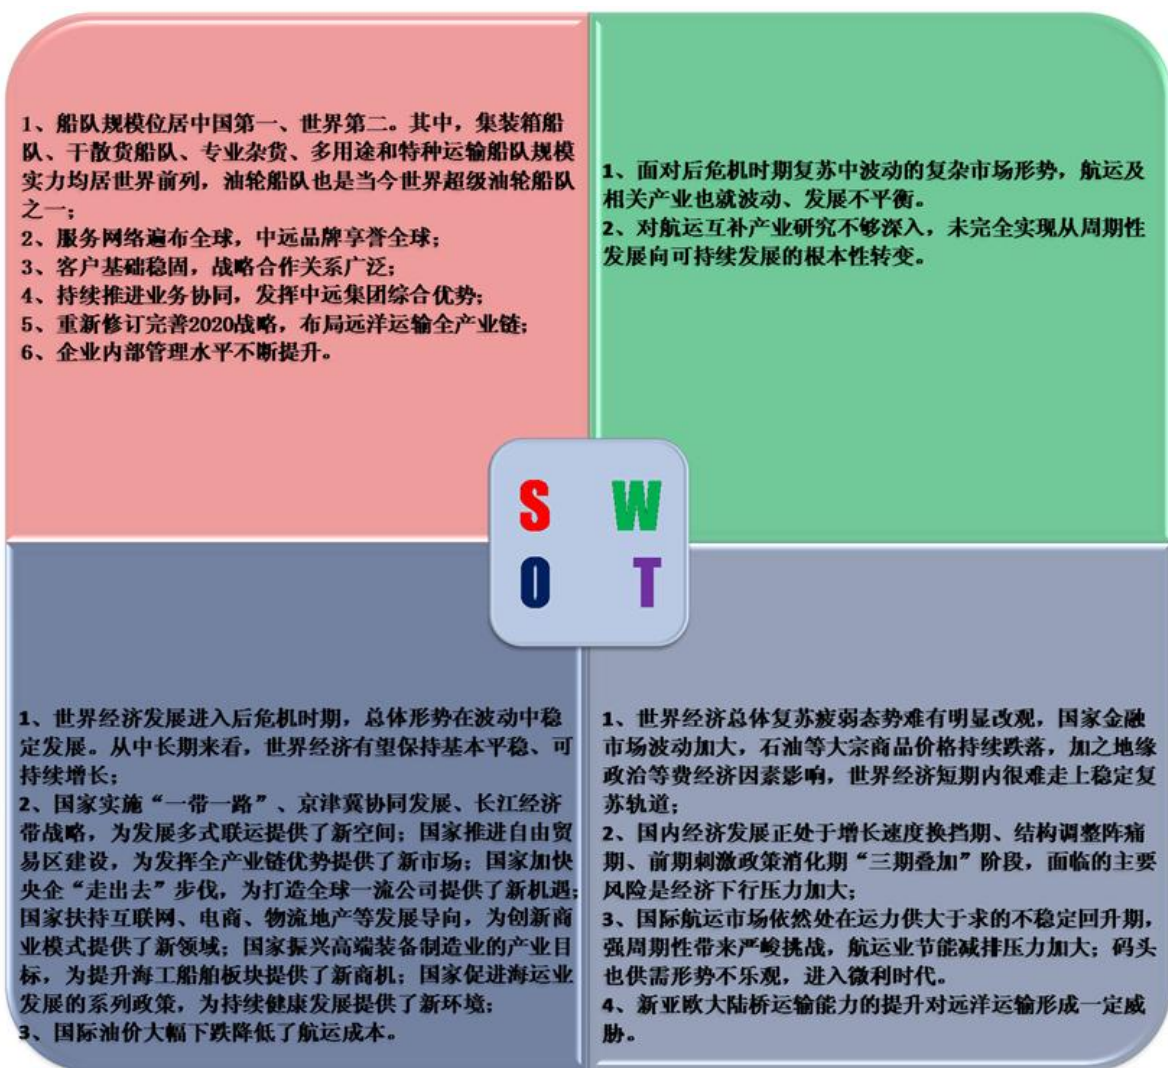 1、船队规模位居中国第一、世界第二。其中，集装箱船
队、干散货船队、专业杂货、多用途和特种运输船队规模
实力均居世界前列，油轮船队也是当今世界超级油轮船队
之一；
2、服务网络遍布全球，中远品牌享誉全球；
3、客户基础稳固，战略合作关系广泛；
4、持续推进业务协同，发挥中远集团综合优势；
5、重新修订完善2020战略，布局远洋运输全产业链；
6、企业内部管理水平不断提升。
1、面对后危机时期复苏中波动的复杂市场形势，航运及
相关产业也就波动、发展不平衡。
2、对航运互补产业研究不够深入，未完全实现从周期性
发展向可持续发展的根本性转变。
S W
O T
1、世界经济发展进入后危机时期，总体形势在波动中稳
定发展。从中长期来看，世界经济有望保持基本平稳、可
持续增长；
2、国家实施“一带一路”、京津冀协同发展、长江经济
带战略，为发展多式联运提供了新空间；国家推进自由贸
易区建设，为发挥全产业链优势提供了新市场；国家加快
央企“走出去”步伐，为打造全球一流公司提供了新机遇；
国家扶持互联网、电商、物流地产等发展导向，为创新商
业模式提供了新领域；国家振兴高端装备制造业的产业目
标，为提升海工船舶板块提供了新商机；国家促进海运业
发展的系列政策，为持续健康发展提供了新环境；
3、国际油价大幅下跌降低了航运成本。
1、世界经济总体复苏疲弱态势难有明显改观，国家金融
市场波动加大，石油等大宗商品价格持续跌落，加之地缘
政治等费经济因素影响，世界经济短期内很难走上稳定复
苏轨道；
2、国内经济发展正处于增长速度换挡期、结构调整阵痛
期、前期刺激政策消化期“三期叠加”阶段，面临的主要
风险是经济下行压力加大；
3、国际航运市场依然处在运力供大于求的不稳定回升期，
强周期性带来严峻挑战，航运业节能减排压力加大；码头
也供需形势不乐观，进入微利时代。
4、新亚欧大陆桥运输能力的提升对远洋运输形成一定威
胁。